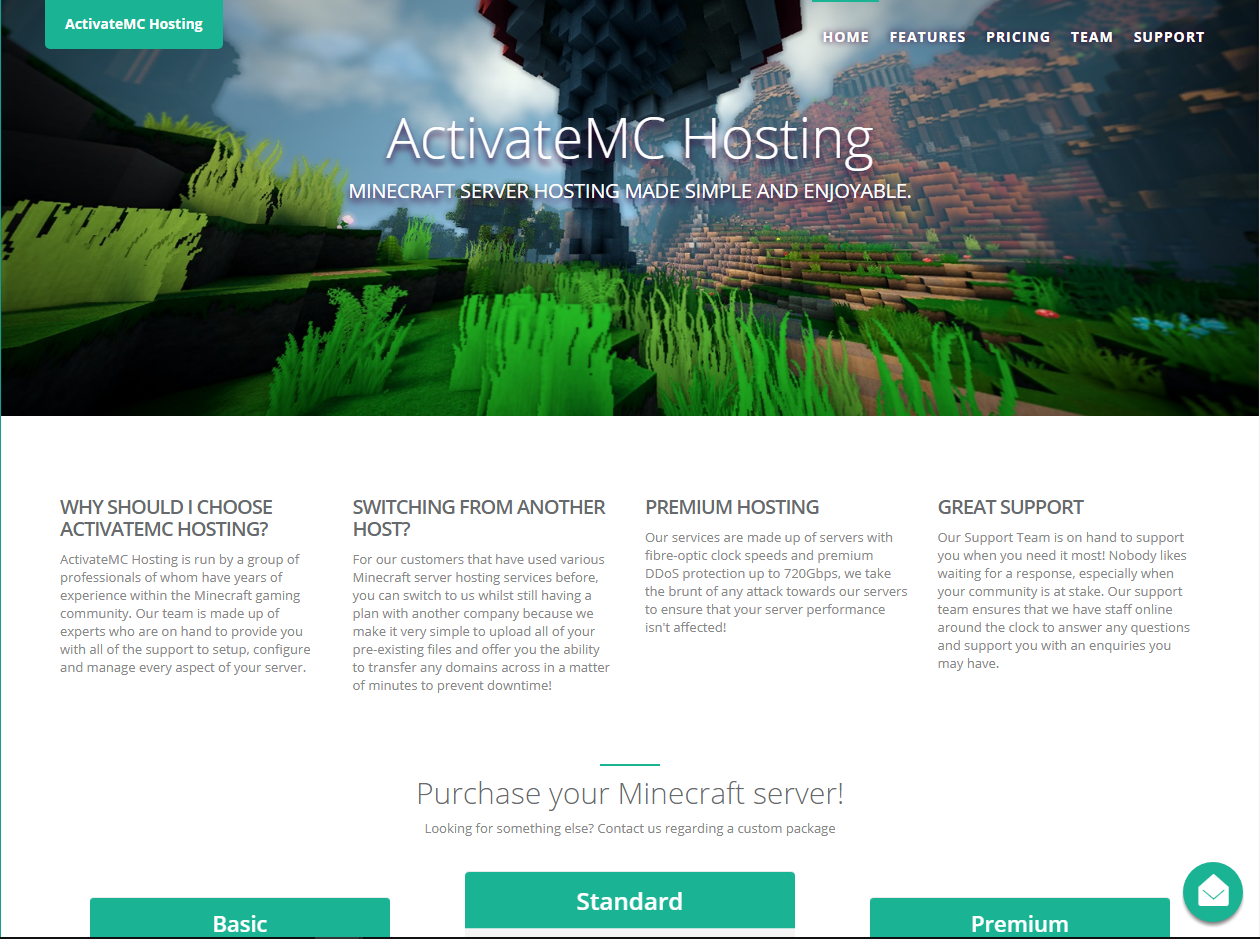 ActivateMC Hosting
HOME FEATURES PRICING TEAM SUPPORT
ActivateMC Hosting
MINECRAFT SERVER HOSTING MADE SIMPLE AND ENJOYABLE.
WHY SHOULD I CHOOSE
ACTIVATEMC HOSTING?
ActivateMC Hosting is run by a group of
professionals of whom have years of
experience within the Minecraft gaming
community. Our team is made up of
experts who are on hand to provide you
with all of the support to setup, configure
and manage every aspect of your server.
SWITCHING FROM ANOTHER
HOST?
For our customers that have used various
Minecraft server hosting services before,
you can switch to us whilst still having a
plan with another company because we
make it very simple to upload all of your
pre-existing files and offer you the ability
to transfer any domains across in a matter
of minutes to prevent downtime!
PREMIUM HOSTING
Our services are made up of servers with
fibre-optic clock speeds and premium
DDoS protection up to 720Gbps, we take
the brunt of any attack towards our servers
to ensure that your server performance
isn't affected!
GREAT SUPPORT
Our Support Team is on hand to support
you when you need it most! Nobody likes
waiting for a response, especially when
your community is at stake. Our support
team ensures that we have staff online
around the clock to answer any questions
and support you with an enquiries you
may have.
Purchase your Minecraft server!
Looking for something else? Contact us regarding a custom package
Basic
Standard
Premium